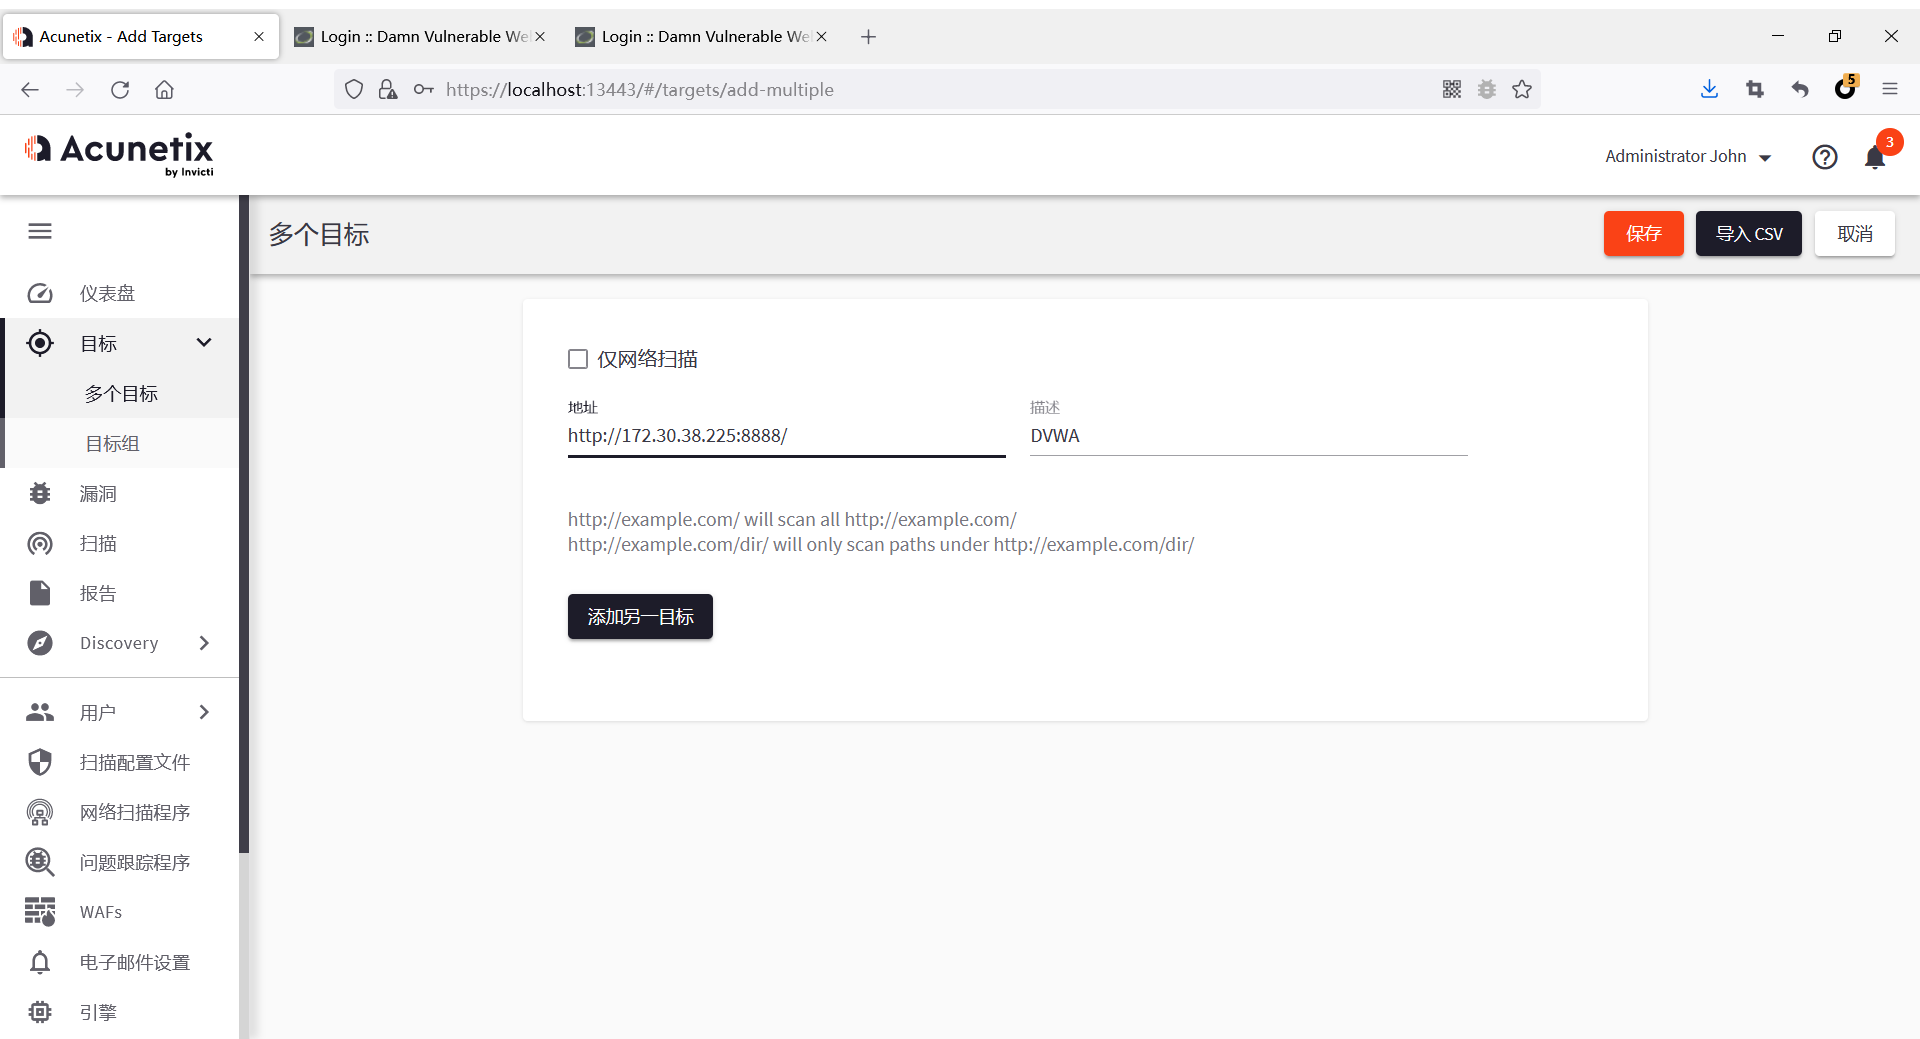 Acunetix - Add Targets
Login :: Damn Vulnerable We
Login :: Damn Vulnerable We
https://localhost:13443/#/targets/add-multiple
5
Acunetix
by Invicti
Administrator John
3
多个目标
保存
导入 CSV
取消
仪表盘
目标
多个目标
目标组
漏洞
扫描
报告
Discovery
用户
扫描配置文件
网络扫描程序
问题跟踪程序
WAFs
电子邮件设置
引擎
仅网络扫描
地址
http://172.30.38.225:8888/
描述
DVWA
http://example.com/ will scan all http://example.com/
http://example.com/dir/ will only scan paths under http://example.com/dir/
添加另一目标